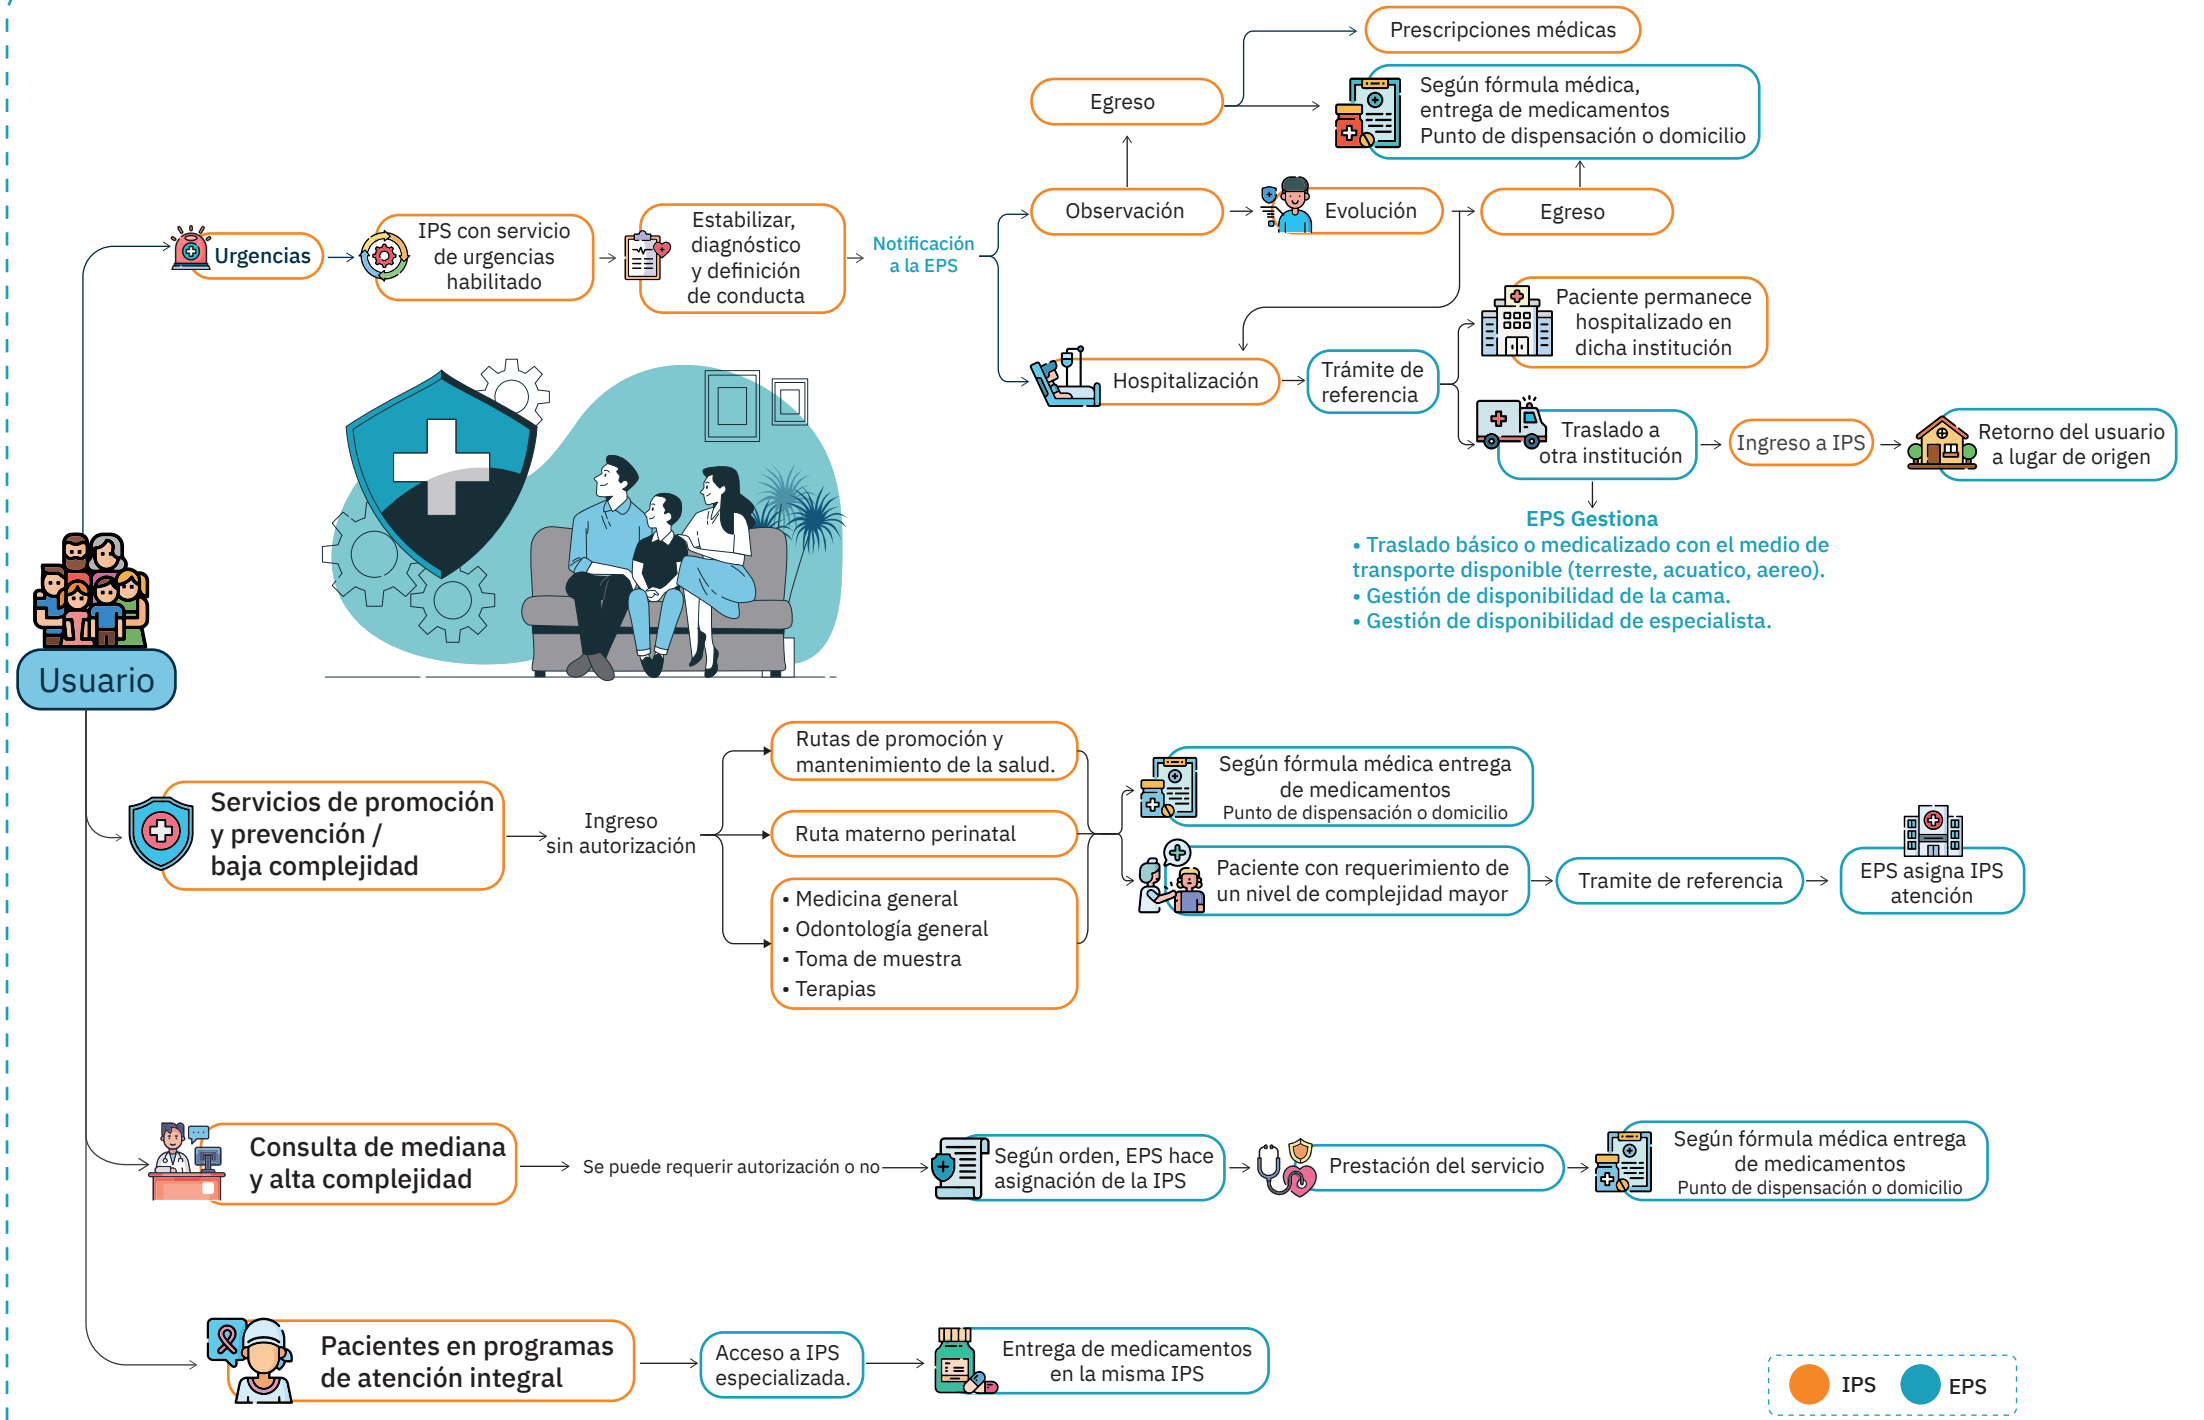 Prescripciones médicas
Egreso
Según fórmula médica,
entrega de medicamentos
Punto de dispensación o domicilio
Urgencias
IPS con servicio
de urgencias
habilitado
Estabilizar,
diagnóstico
y definición
de conducta
Notificación
a la EPS
Observación
Evolución
Egreso
Hospitalización
Trámite de
referencia
Paciente permanece
hospitalizado en
dicha institución
Traslado a
otra institución
Ingreso a IPS
Retorno del usuario
a lugar de origen
EPS Gestiona
• Traslado básico o medicalizado con el medio de
transporte disponible (terreste, acuatico, aereo).
• Gestión de disponibilidad de la cama.
• Gestión de disponibilidad de especialista.
Usuario
Servicios de promoción
y prevención /
baja complejidad
Ingreso
sin autorización
Rutas de promoción y
mantenimiento de la salud.
Ruta materno perinatal
• Medicina general
• Odontología general
• Toma de muestra
• Terapias
Según fórmula médica entrega
de medicamentos
Punto de dispensación o domicilio
Paciente con requerimiento de
un nivel de complejidad mayor
Tramite de referencia
EPS asigna IPS
atención
Consulta de mediana
y alta complejidad
Se puede requerir autorización o no
Según orden, EPS hace
asignación de la IPS
Prestación del servicio
Según fórmula médica entrega
de medicamentos
Punto de dispensación o domicilio
Pacientes en programas
de atención integral
Acceso a IPS
especializada.
Entrega de medicamentos
en la misma IPS
IPS
EPS